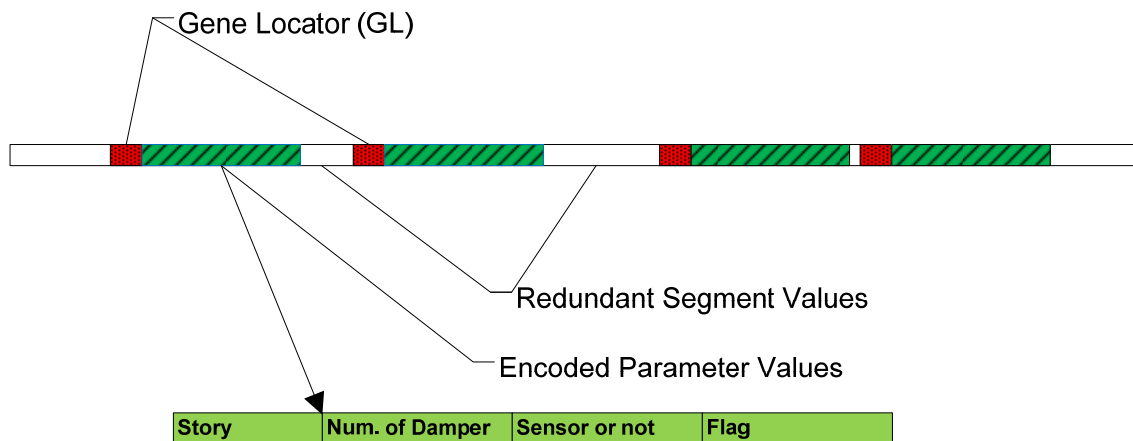 Gene Locator (GL)
Redundant Segment Values
Encoded Parameter Values
Story Num. of Damper Sensor or not Flag